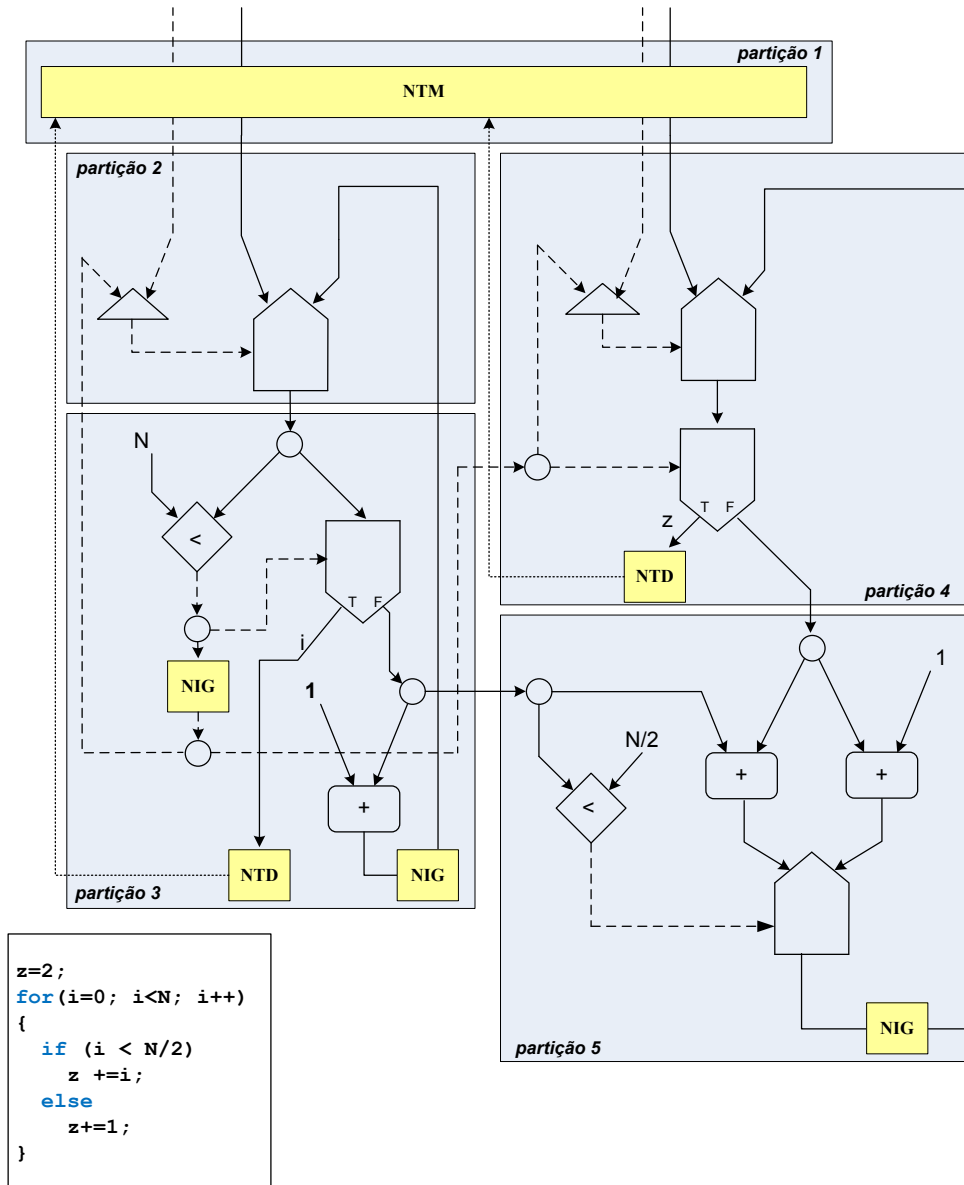 partição 1
NTM
partição 2
N
<
T F
i
NIG
1
+
NTD
NIG
partição 3
z
T F
NTD
partição 4
1
N/2
<
+
+
NIG
partição 5
z=2;
for(i=0; i<N; i++)
{
if (i < N/2)
z +=i;
else
z+=1;
}